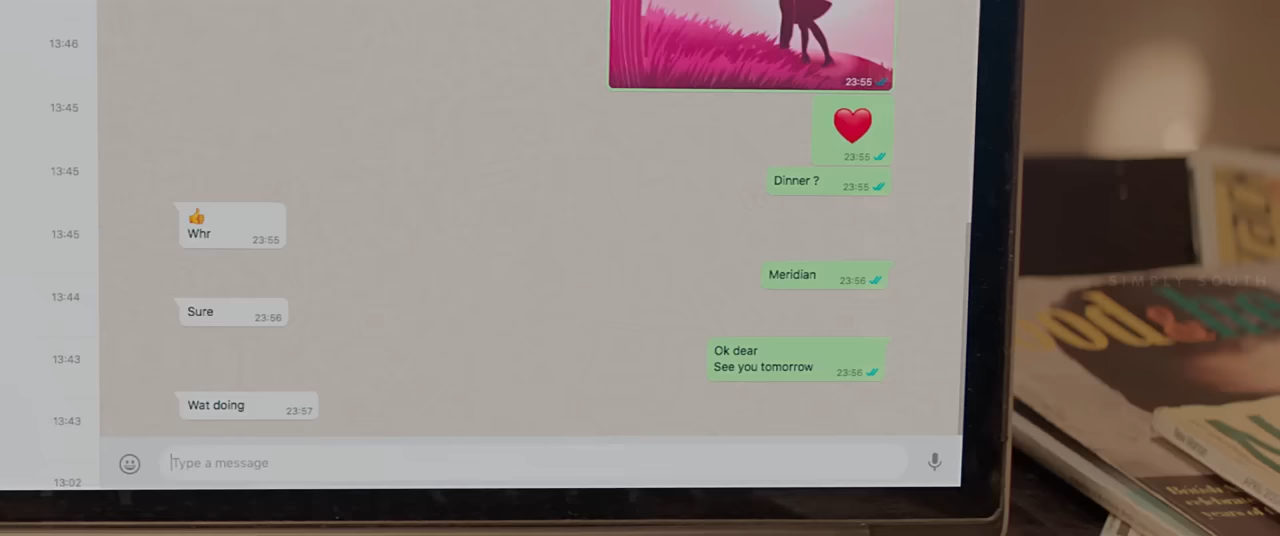 13:46
23:55
13:45
23:55
13:45
Dinner ? 23:55
13:45
👍
Whr 23:55
Meridian 23:56
13:44
Sure 23:56
Ok dear
See you tomorrow 23:56
13:43
Wat doing 23:57
13:43
Type a message
13:02
SIMPLY SOUTH